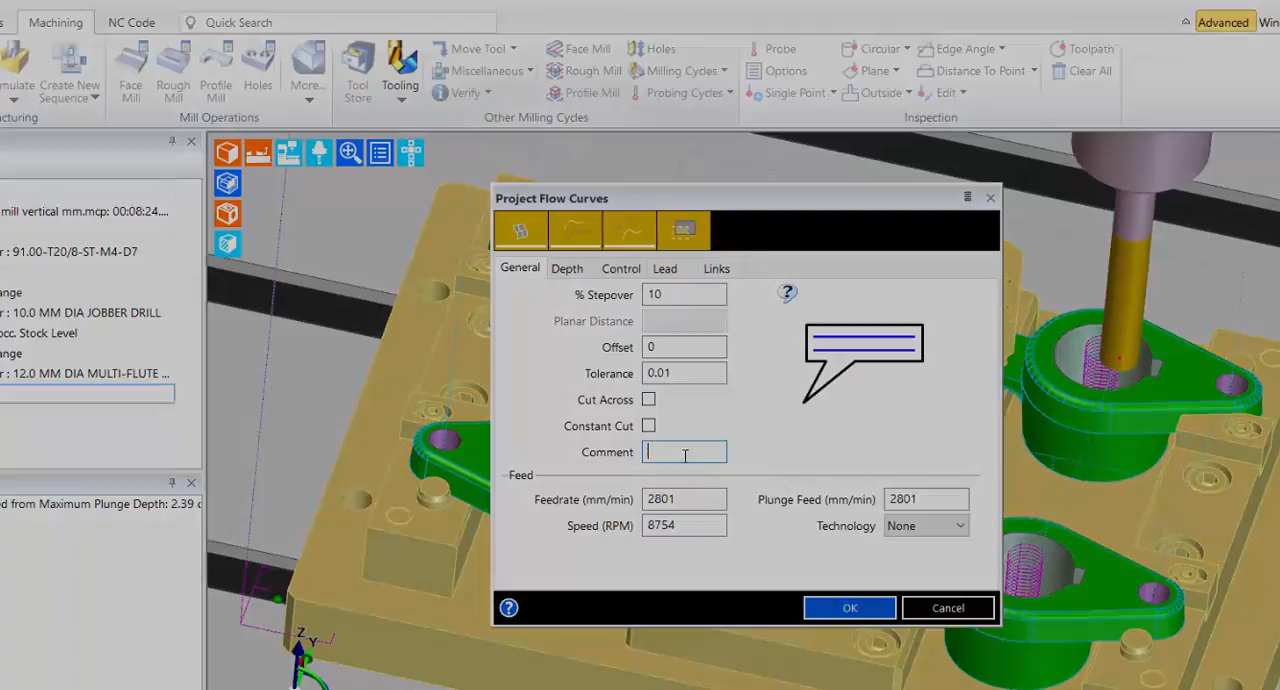 s Machining NC Code Quick Search Advanced Win
Move Tool Face Mill Holes Probe Circular Edge Angle Toolpath
Miscellaneous Rough Mill Milling Cycles Options Plane Distance To Point Clear All
mulate Create New Face Rough Profile Holes More... Tool Tooling
Sequence Mill Mill Mill Store
Verify Profile Mill Probing Cycles Single Point Outside Edit
cturing Mill Operations Other Milling Cycles Inspection
mill vertical mm.mcp: 00:08:24....
r : 91.00-T20/8-ST-M4-D7
ange
r : 10.0 MM DIA JOBBER DRILL
occ. Stock Level
ange
r : 12.0 MM DIA MULTI-FLUTE ...
ed from Maximum Plunge Depth: 2.39
Project Flow Curves
General Depth Control Lead Links
% Stepover 10
Planar Distance
Offset 0
Tolerance 0.01
Cut Across
Constant Cut
Comment
Feed
Feedrate (mm/min) 2801 Plunge Feed (mm/min) 2801
Speed (RPM) 8754 Technology None
OK Cancel
Z
Y